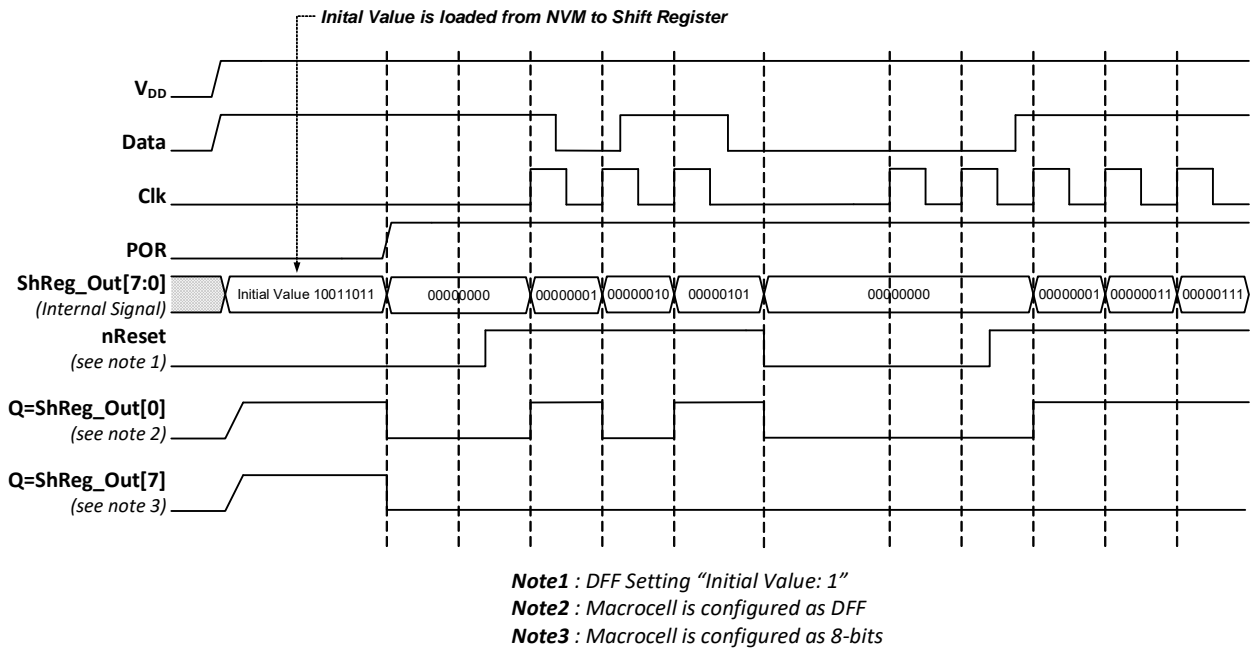 Inital Value is loaded from NVM to Shift Register
VDD
Data
Clk
POR
ShReg_Out[7:0]
(Internal Signal)
Initial Value 10011011 00000000 00000001 00000010 00000101 00000000 00000001 00000011 00000111
nReset
(see note 1)
Q=ShReg_Out[0]
(see note 2)
Q=ShReg_Out[7]
(see note 3)
Note1 : DFF Setting “Initial Value: 1”
Note2 : Macrocell is configured as DFF
Note3 : Macrocell is configured as 8-bits